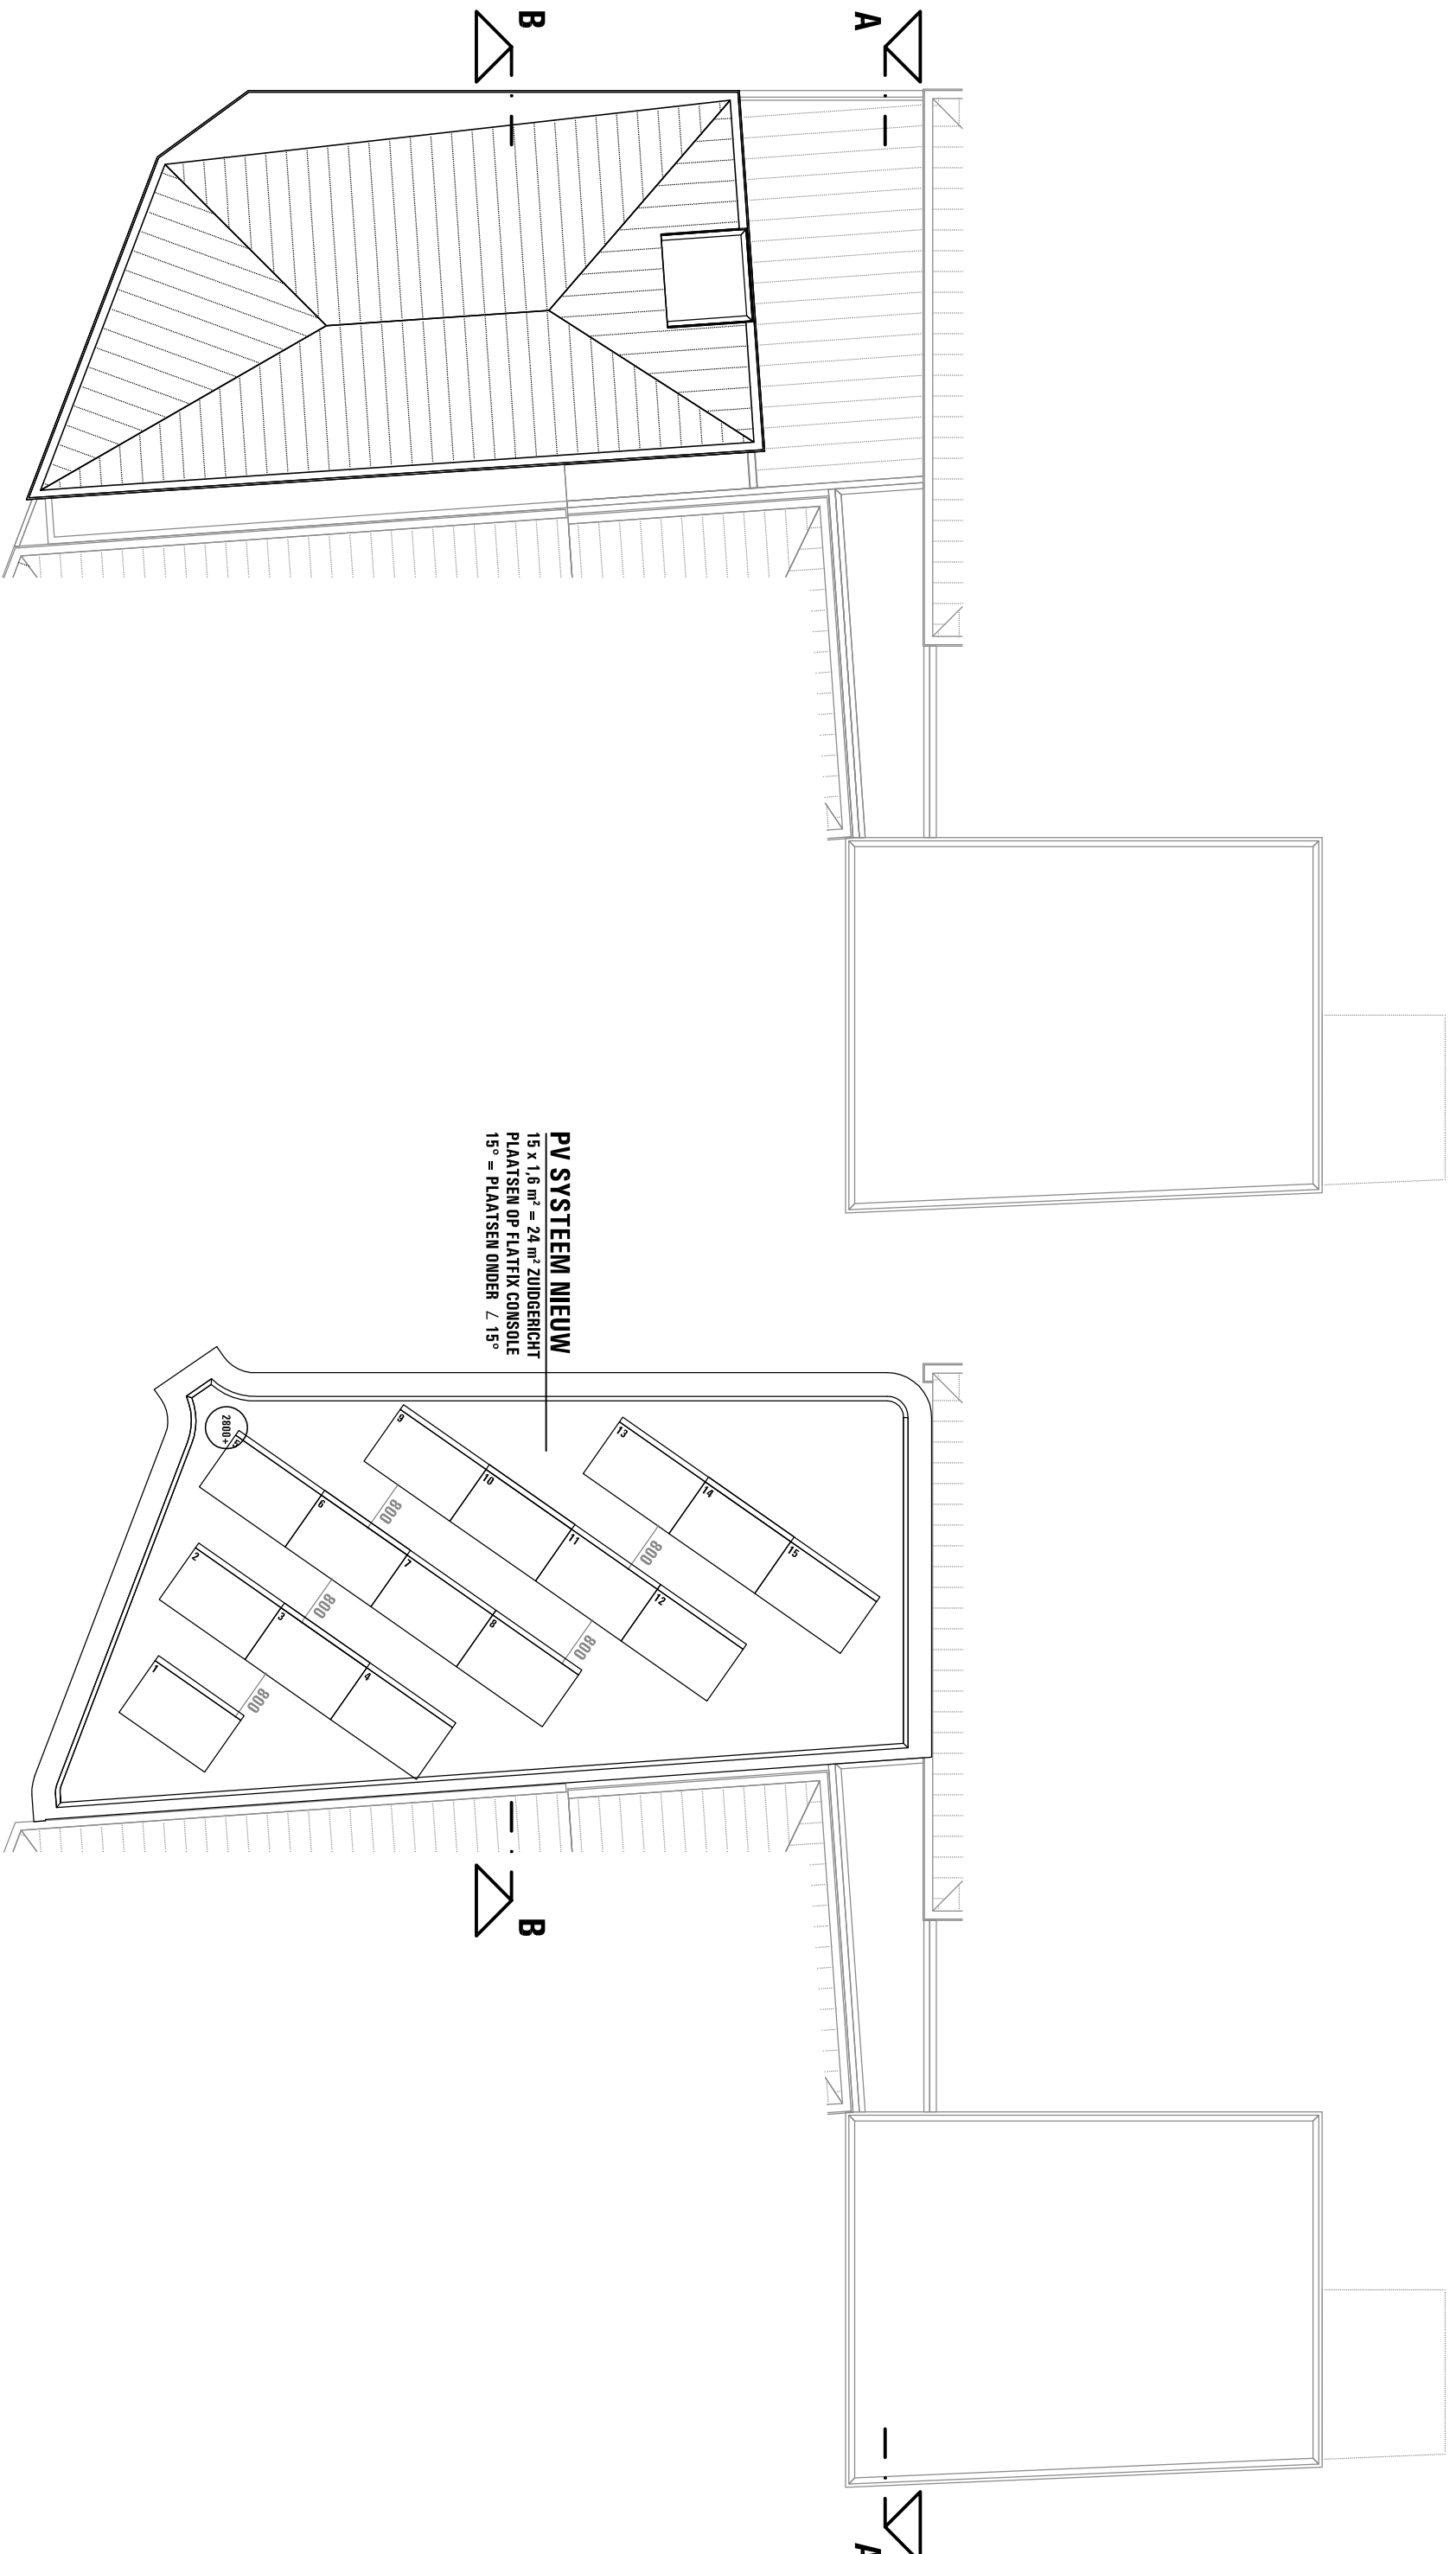 B
A
PV SYSTEEM NIEUW
15 x 1,6 m² = 24 m² ZUIDGERICHT
PLAATSEN OP FLATFIX CONSOLE
15° = PLAATSEN ONDER ∠ 15°
13
14
15
800
9
10
11
12
800
800
2800+
5
6
7
8
800
2
3
4
800
1
B
A